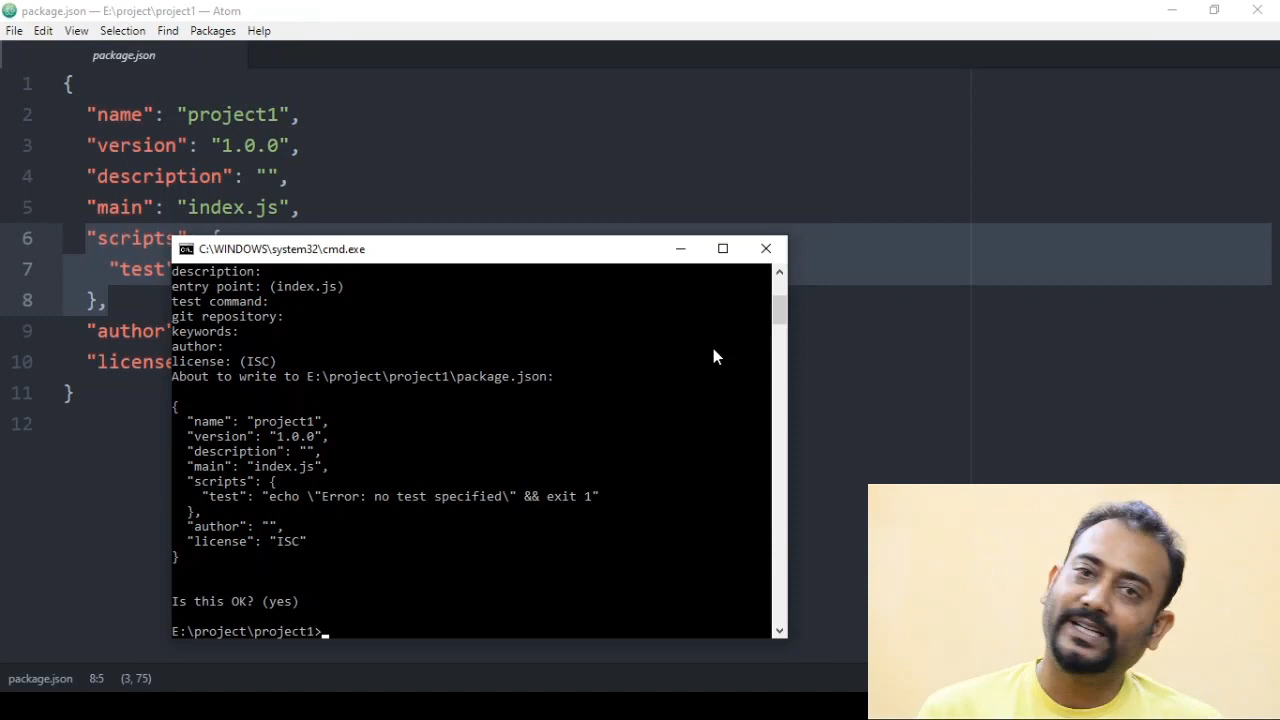 package.json — E:\project\project1 — Atom
File Edit View Selection Find Packages Help
package.json
1 {
2 "name": "project1",
3 "version": "1.0.0",
4 "description": "",
5 "main": "index.js",
6 "scripts": {
7 "test"
8 },
9 "author"
10 "license
11 }
12
C:\WINDOWS\system32\cmd.exe
description:
entry point: (index.js)
test command:
git repository:
keywords:
author:
license: (ISC)
About to write to E:\project\project1\package.json:
{
"name": "project1",
"version": "1.0.0",
"description": "",
"main": "index.js",
"scripts": {
"test": "echo \"Error: no test specified\" && exit 1"
},
"author": "",
"license": "ISC"
}
Is this OK? (yes)
E:\project\project1>
package.json 8:5 (3, 75)